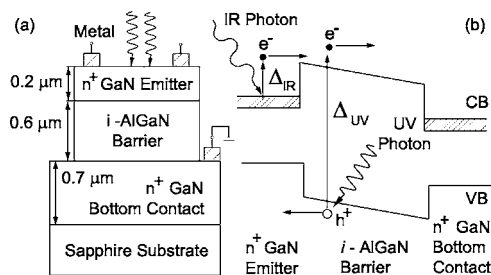 (a)
Metal
0.2 μm
n+ GaN Emitter
0.6 μm
i -AlGaN
Barrier
0.7 μm
n+ GaN
Bottom Contact
Sapphire Substrate
IR Photon
(b)
e-
e-
ΔIR
CB
ΔUV
UV
Photon
h+
VB
n+ GaN
Emitter
i - AlGaN
Barrier
n+ GaN
Bottom
Contact